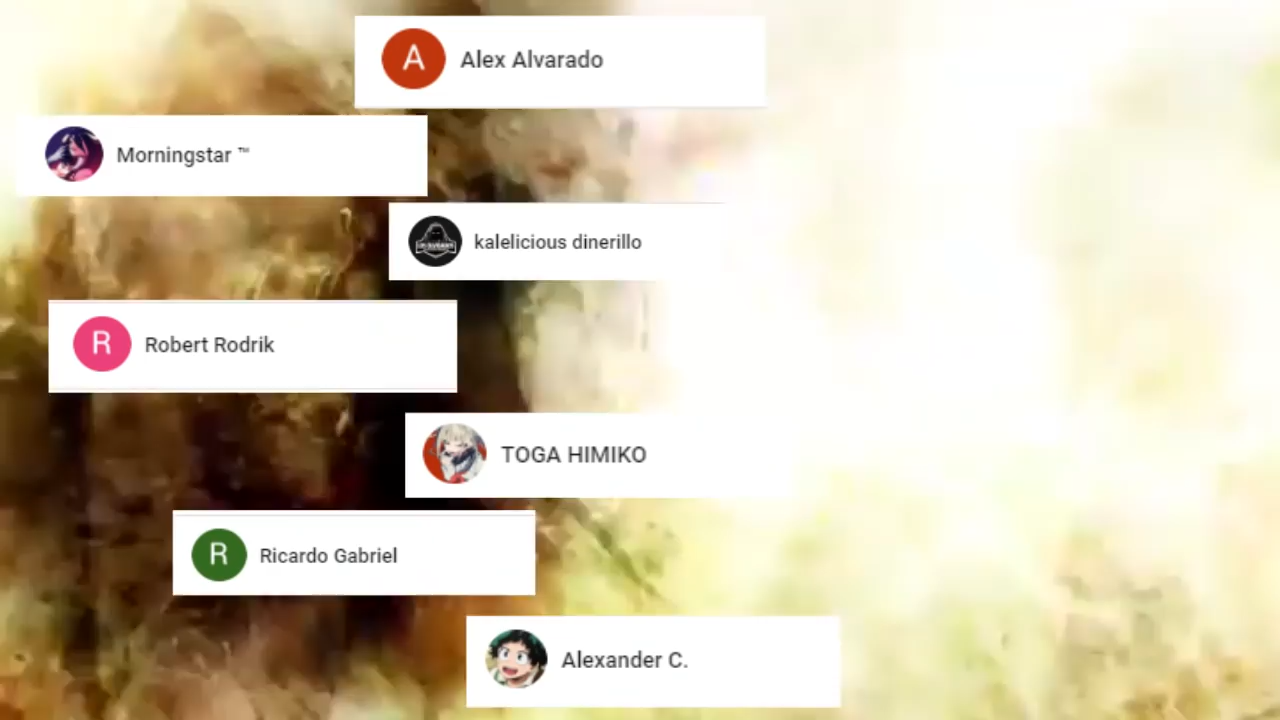 A Alex Alvarado
Morningstar ™
kalelicious dinerillo
R Robert Rodrik
TOGA HIMIKO
R Ricardo Gabriel
Alexander C.